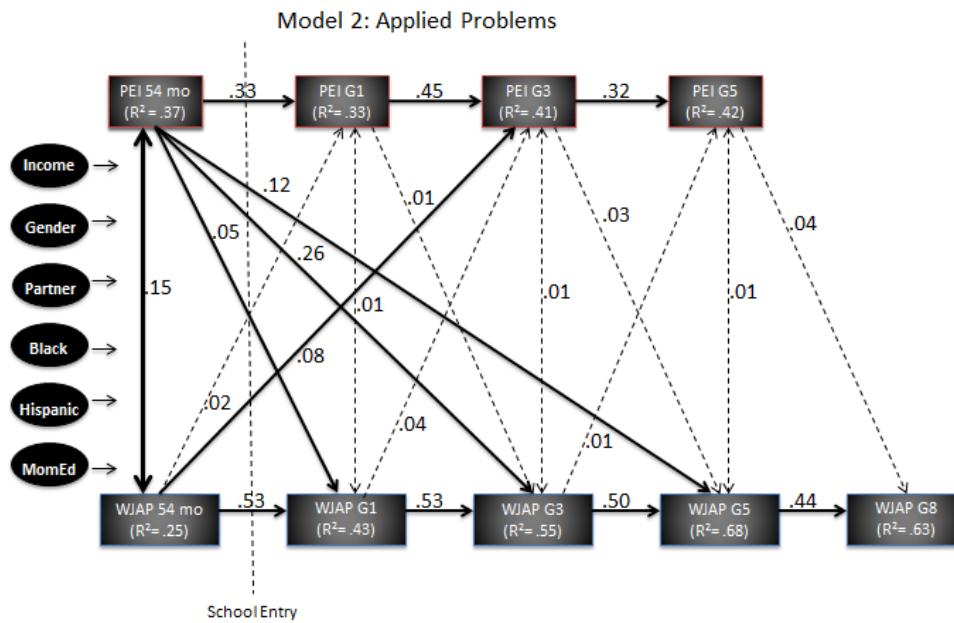 Model 2: Applied Problems
PEI 54 mo
(R² = .37)
.33
PEI G1
(R² = .33)
.45
PEI G3
(R² = .41)
.32
PEI G5
(R² = .42)
Income
Gender
Partner
Black
Hispanic
MomEd
.12
.01
.03
.04
.05
.26
.15
.01
.01
.01
.08
.02
.04
.01
WJAP 54 mo
(R²= .25)
.53
WJAP G1
(R²= .43)
.53
WJAP G3
(R²= .55)
.50
WJAP G5
(R²= .68)
.44
WJAP G8
(R²= .63)
School Entry